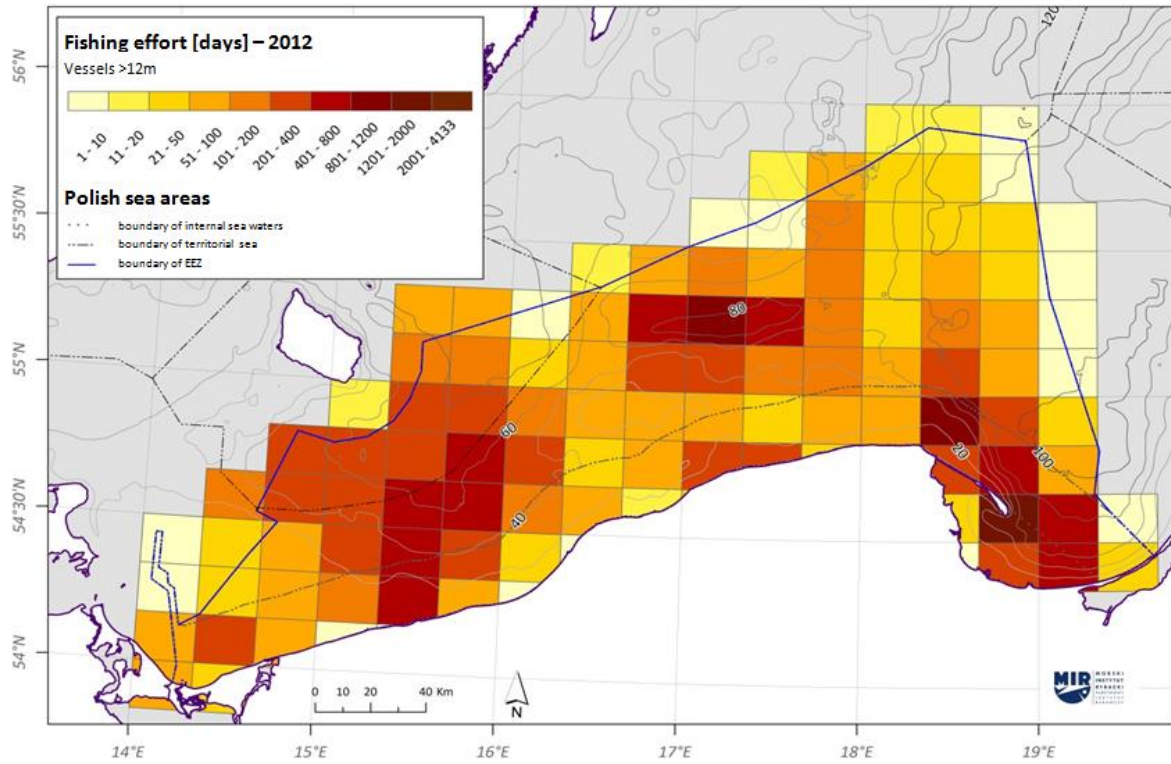 Fishing effort [days] – 2012
Vessels >12m
1 - 10
11 - 20
21 - 50
51 - 100
101 - 200
201 - 400
401 - 800
801 - 1200
1201 - 2000
2001 - 4133
Polish sea areas
boundary of internal sea waters
boundary of territorial sea
boundary of EEZ
120
56°N
55°30'N
55°N
54°30'N
54°N
80
60
40
20
100
0 10 20 40 Km
N
MIR
MORSKI
INSTYTUT
RYBACKI
14°E
15°E
16°E
17°E
18°E
19°E